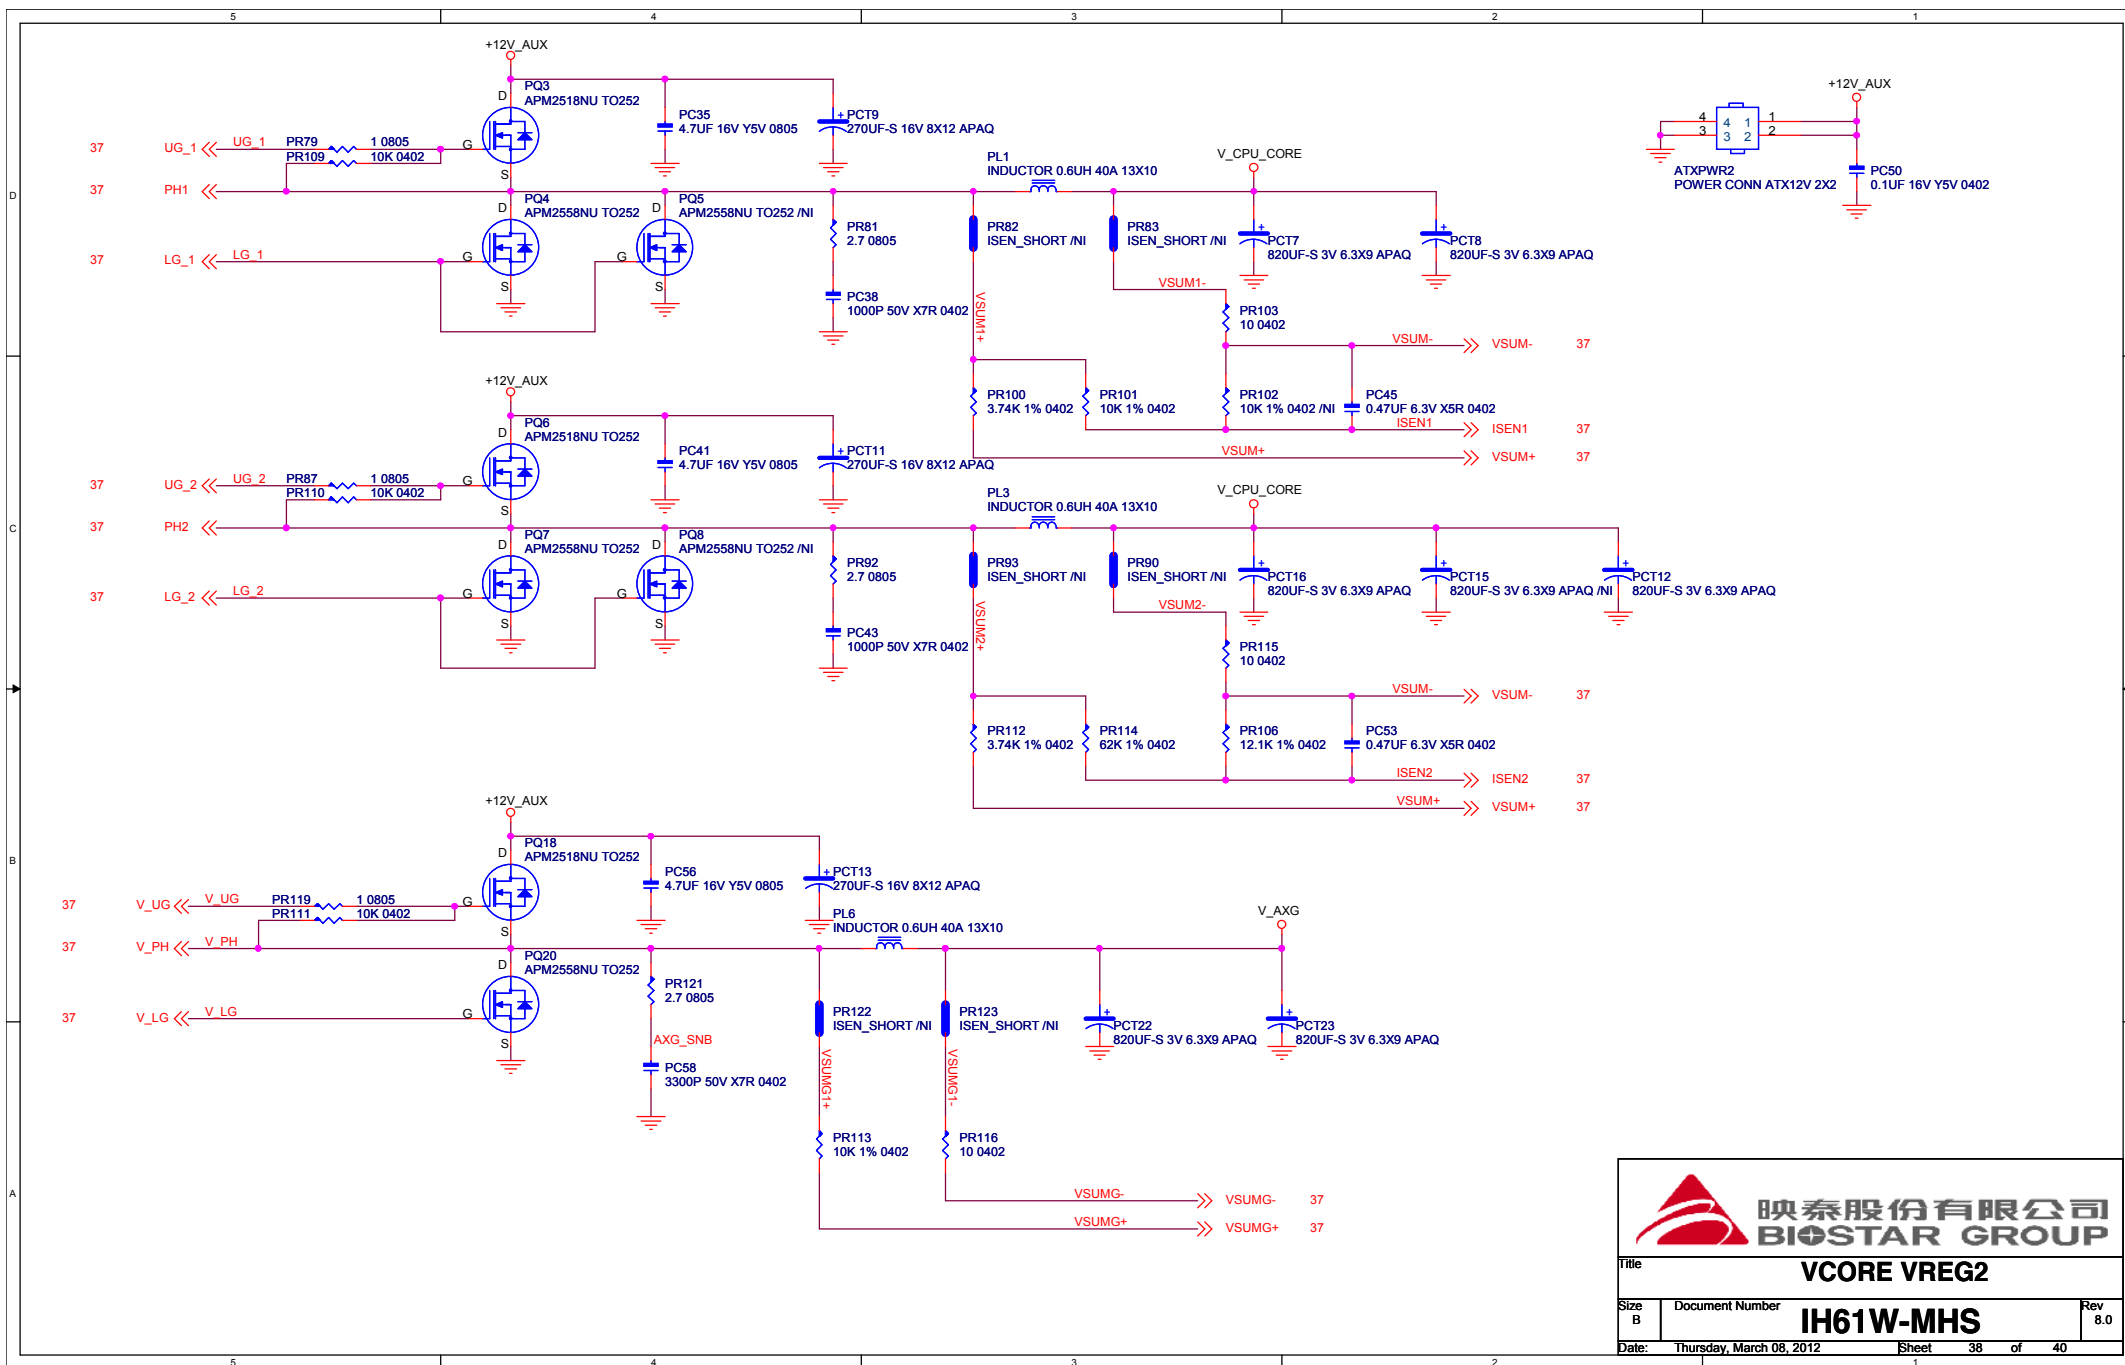 5 4 3 2 1
+12V_AUX
PQ3
APM2518NU TO252
D
G
S
PC35
4.7UF 16V Y5V 0805
+ PCT9
270UF-S 16V 8X12 APAQ
37 UG_1 UG_1 PR79 1 0805
PR109 10K 0402
37 PH1
PQ4
APM2558NU TO252
D
G
S
PQ5
APM2558NU TO252 /NI
D
G
S
37 LG_1 LG_1
PR81
2.7 0805
PC38
1000P 50V X7R 0402
PL1
INDUCTOR 0.6UH 40A 13X10
V_CPU_CORE
PR82
ISEN_SHORT /NI
PR83
ISEN_SHORT /NI
+
PCT7
820UF-S 3V 6.3X9 APAQ
+
PCT8
820UF-S 3V 6.3X9 APAQ
VSUM1+
VSUM1-
PR103
10 0402
VSUM- VSUM- 37
PR100
3.74K 1% 0402
PR101
10K 1% 0402
PR102
10K 1% 0402 /NI
PC45
0.47UF 6.3V X5R 0402
ISEN1 ISEN1 37
VSUM+ VSUM+ 37
+12V_AUX
4 4 1 1
3 3 2 2
ATXPWR2
POWER CONN ATX12V 2X2
PC50
0.1UF 16V Y5V 0402
D
C
B
A
+12V_AUX
PQ6
APM2518NU TO252
D
G
S
PC41
4.7UF 16V Y5V 0805
+ PCT11
270UF-S 16V 8X12 APAQ
37 UG_2 UG_2 PR87 1 0805
PR110 10K 0402
37 PH2
PQ7
APM2558NU TO252
D
G
S
PQ8
APM2558NU TO252 /NI
D
G
S
37 LG_2 LG_2
PR92
2.7 0805
PC43
1000P 50V X7R 0402
PL3
INDUCTOR 0.6UH 40A 13X10
V_CPU_CORE
PR93
ISEN_SHORT /NI
PR90
ISEN_SHORT /NI
+
PCT16
820UF-S 3V 6.3X9 APAQ
+
PCT15
820UF-S 3V 6.3X9 APAQ /NI
+
PCT12
820UF-S 3V 6.3X9 APAQ
VSUM2+
VSUM2-
PR115
10 0402
VSUM- VSUM- 37
PR112
3.74K 1% 0402
PR114
62K 1% 0402
PR106
12.1K 1% 0402
PC53
0.47UF 6.3V X5R 0402
ISEN2 ISEN2 37
VSUM+ VSUM+ 37
+12V_AUX
PQ18
APM2518NU TO252
D
G
S
PC56
4.7UF 16V Y5V 0805
+ PCT13
270UF-S 16V 8X12 APAQ
37 V_UG V_UG PR119 1 0805
PR111 10K 0402
37 V_PH V_PH
PQ20
APM2558NU TO252
D
G
S
37 V_LG V_LG
PR121
2.7 0805
AXG_SNB
PC58
3300P 50V X7R 0402
PL6
INDUCTOR 0.6UH 40A 13X10
V_AXG
PR122
ISEN_SHORT /NI
PR123
ISEN_SHORT /NI
+
PCT22
820UF-S 3V 6.3X9 APAQ
+
PCT23
820UF-S 3V 6.3X9 APAQ
VSUMG1+
VSUMG1-
PR113
10K 1% 0402
PR116
10 0402
VSUMG- VSUMG- 37
VSUMG+ VSUMG+ 37
映泰股份有限公司
BIOSTAR GROUP
Title
VCORE VREG2
Size
B
Document Number
IH61W-MHS
Rev
8.0
Date: Thursday, March 08, 2012 Sheet 38 of 40
5 4 3 2 1